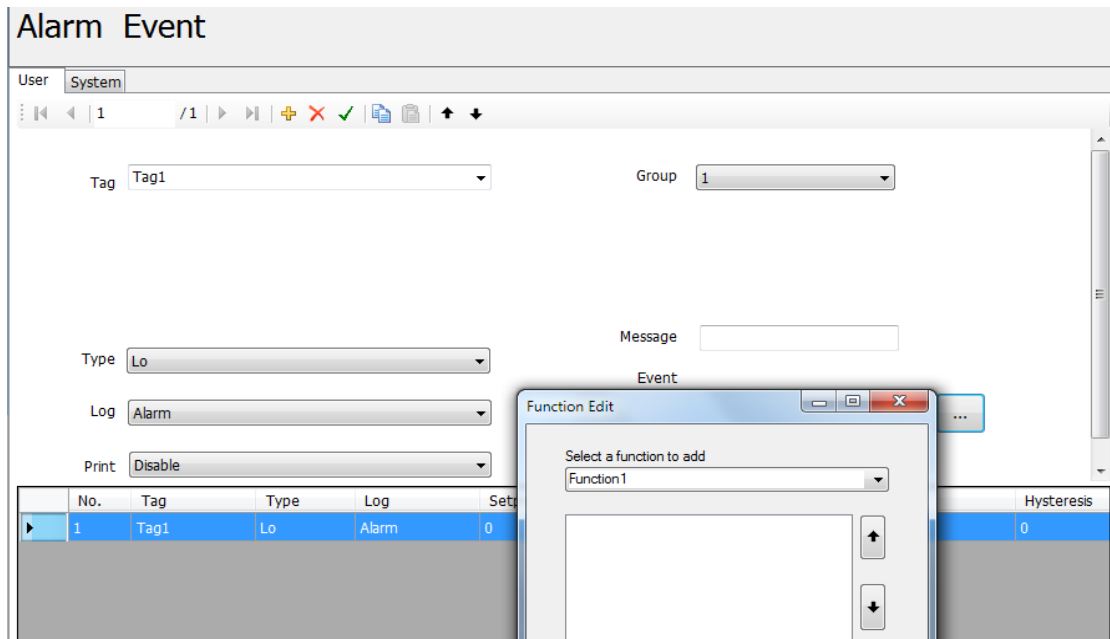 Alarm Event
User System
1 /1
Tag Tag1 Group 1
Message
Type Lo
Event
Function Edit
Log Alarm
...
Select a function to add
Print Disable
Function1
No. Tag Type Log Hysteresis
1 Tag1 Lo Alarm 0 0